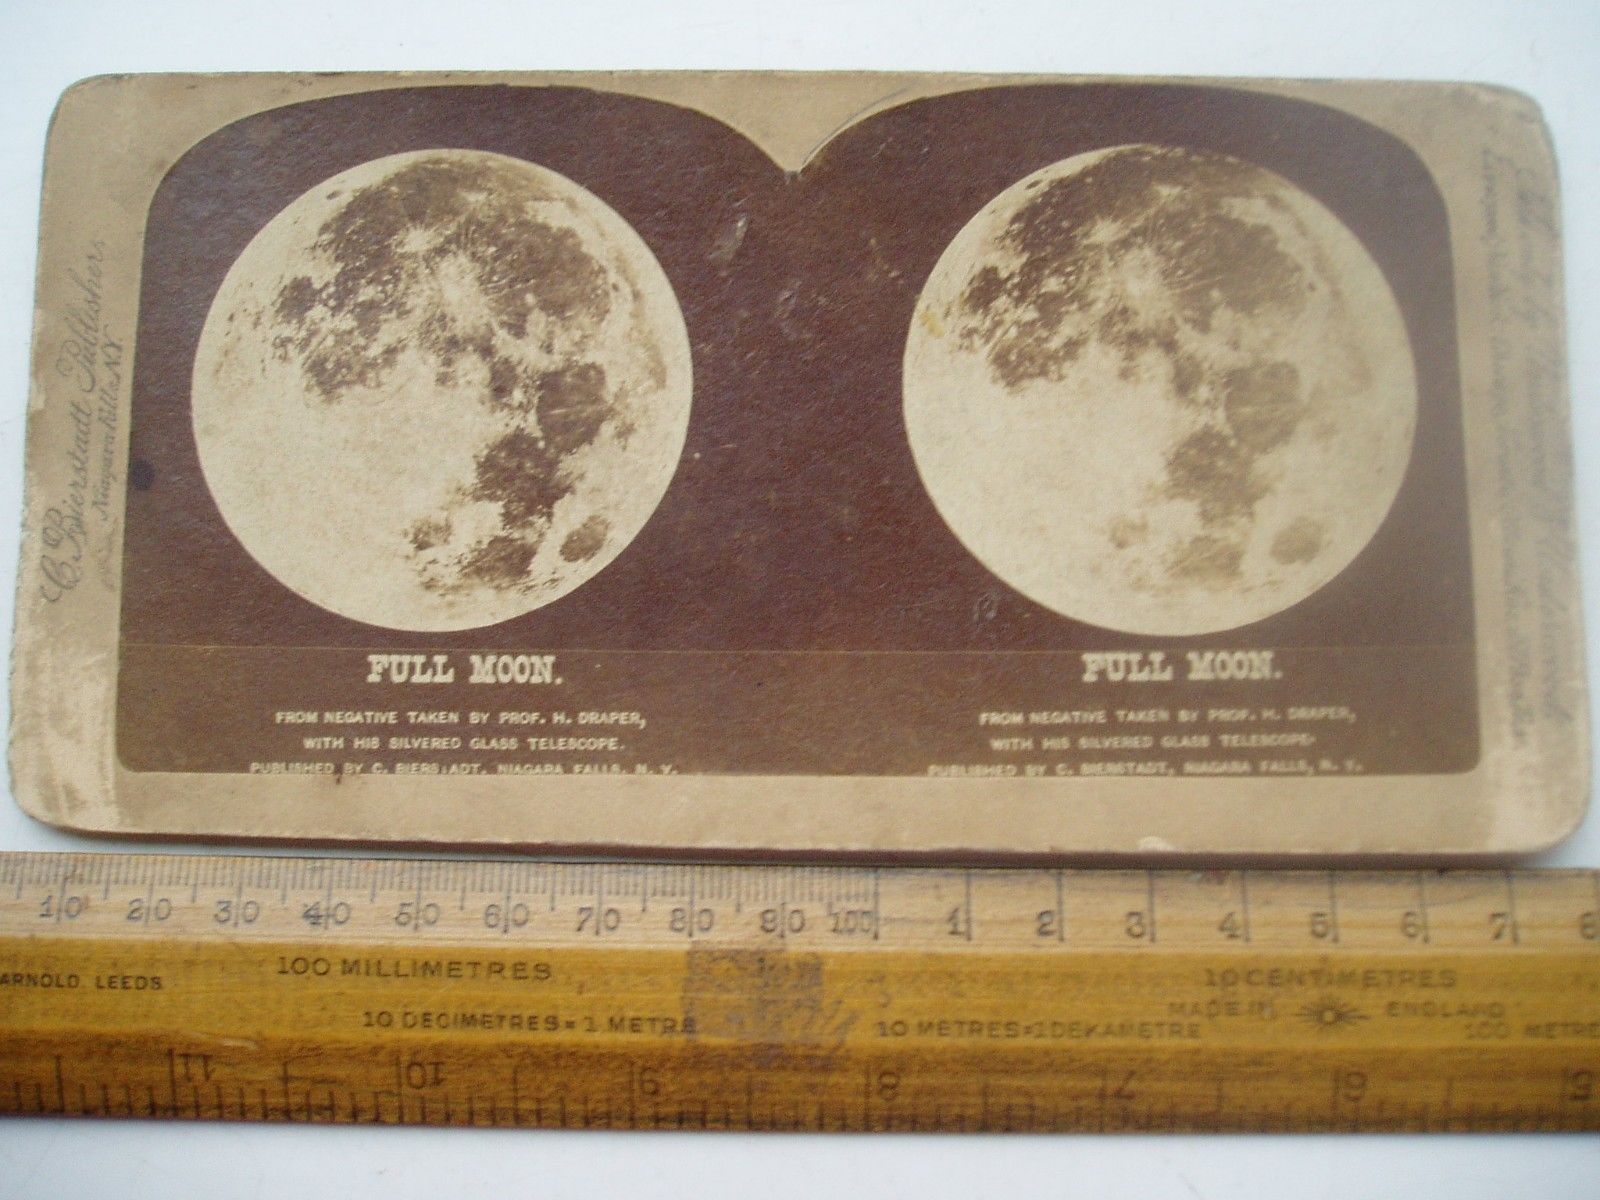 C. Bierstadt Publishers
Niagara Falls, N.Y.
FULL MOON.
FROM NEGATIVE TAKEN BY PROF. H. DRAPER,
WITH HIS SILVERED GLASS TELESCOPE.
PUBLISHED BY C. BIERSTADT, NIAGARA FALLS, N. Y.
FULL MOON.
FROM NEGATIVE TAKEN BY PROF. H. DRAPER,
WITH HIS SILVERED GLASS TELESCOPE.
PUBLISHED BY C. BIERSTADT, NIAGARA FALLS, N. Y.
10 20 30 40 50 60 70 80 90 100 1 2 3 4 5 6 7
ARNOLD. LEEDS
100 MILLIMETRES
10 CENTIMETRES
10 DECIMETRES = 1 METRE
MADE IN ENGLAND
10 METRES = 1 DEKAMETRE
100 METRE
11 10 9 8 7 6 5